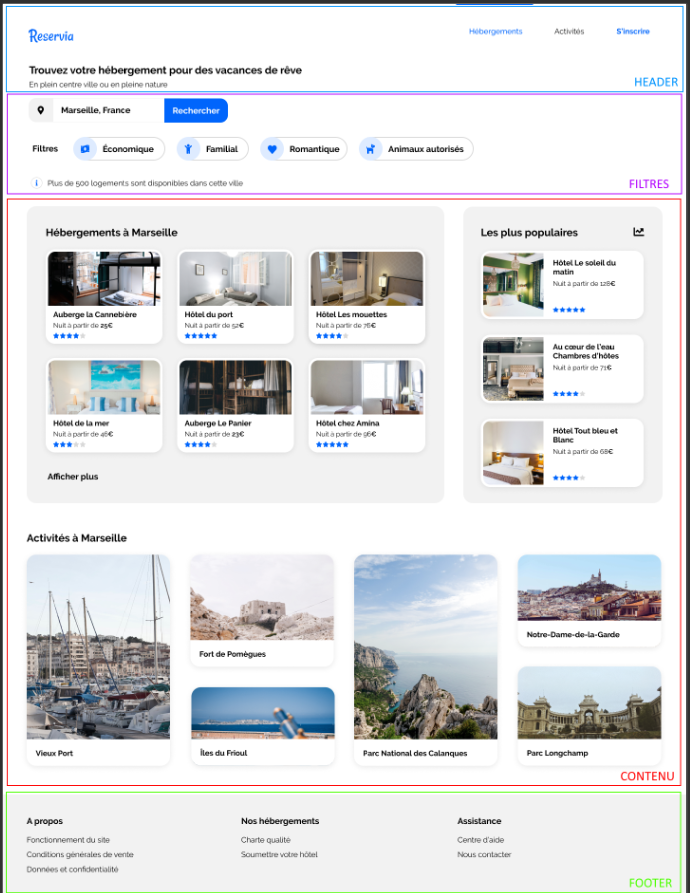 Reservia
Hébergements
Activités
S'inscrire
Trouvez votre hébergement pour des vacances de rêve
En plein centre ville ou en pleine nature
HEADER
Marseille, France
Rechercher
Filtres
Économique
Familial
Romantique
Animaux autorisés
Plus de 500 logements sont disponibles dans cette ville
FILTRES
Hébergements à Marseille
Auberge la Cannebière
Nuit à partir de 25€
Hôtel du port
Nuit à partir de 52€
Hôtel Les mouettes
Nuit à partir de 76€
Hôtel de la mer
Nuit à partir de 46€
Auberge Le Panier
Nuit à partir de 23€
Hôtel chez Amina
Nuit à partir de 96€
Afficher plus
Les plus populaires
Hôtel Le soleil du
matin
Nuit à partir de 128€
Au cœur de l'eau
Chambres d'hôtes
Nuit à partir de 71€
Hôtel Tout bleu et
Blanc
Nuit à partir de 68€
Activités à Marseille
Vieux Port
Fort de Pomègues
Îles du Frioul
Parc National des Calanques
Notre-Dame-de-la-Garde
Parc Longchamp
CONTENU
A propos
Fonctionnement du site
Conditions générales de vente
Données et confidentialité
Nos hébergements
Charte qualité
Soumettre votre hôtel
Assistance
Centre d'aide
Nous contacter
FOOTER